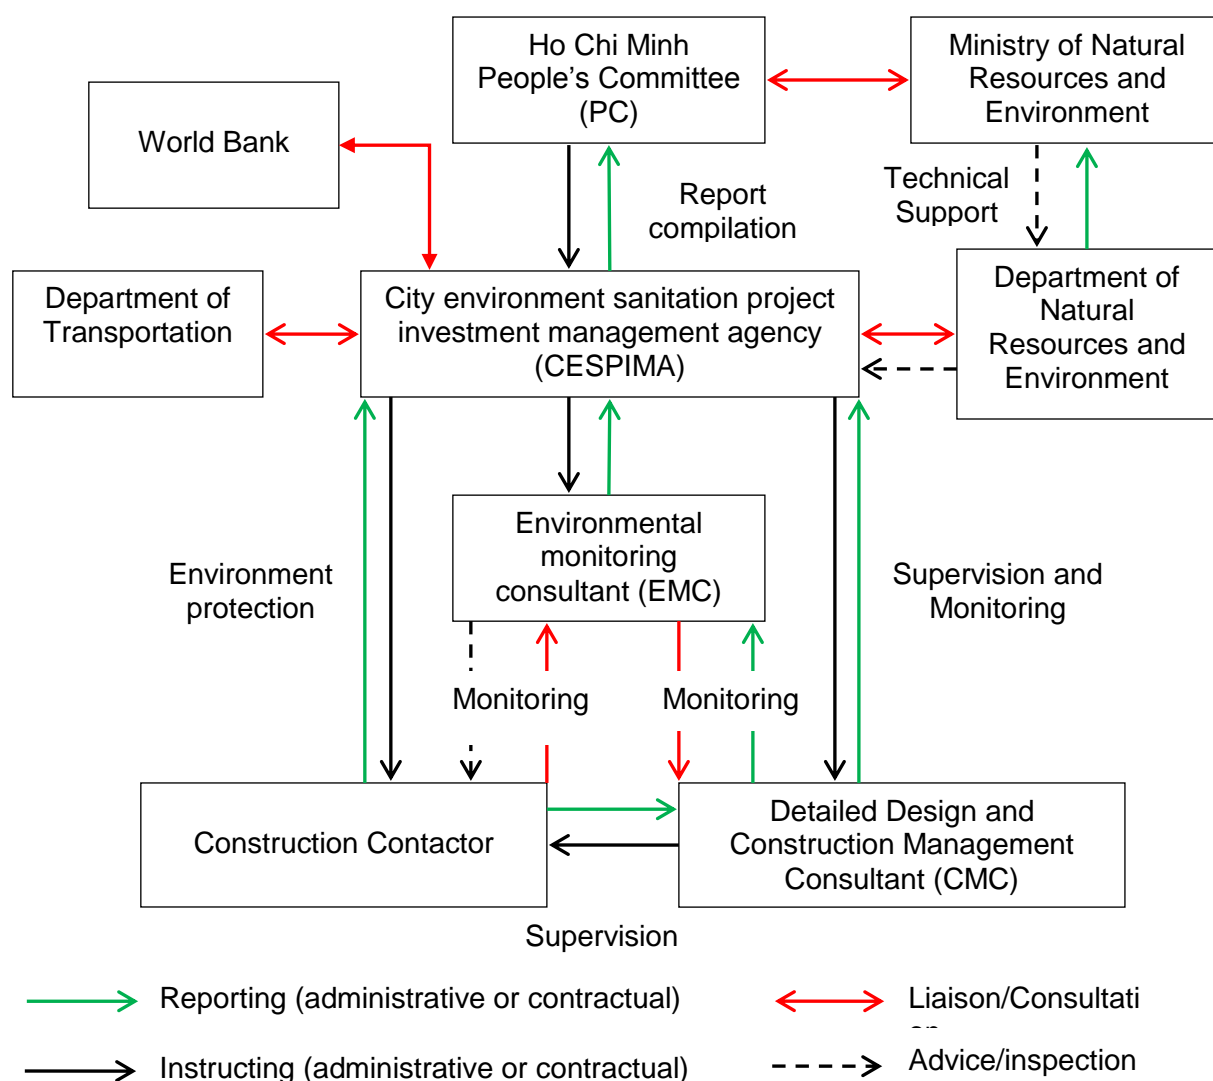 Ho Chi Minh
People's Committee
(PC)
Ministry of Natural
Resources and
Environment
World Bank
Report
compilation
Technical
Support
Department of
Transportation
City environment sanitation project
investment management agency
(CESPIMA)
Department of
Natural
Resources and
Environment
Environmental
monitoring
consultant (EMC)
Environment
protection
Supervision and
Monitoring
Monitoring
Monitoring
Construction Contactor
Detailed Design and
Construction Management
Consultant (CMC)
Supervision
Reporting (administrative or contractual)
Liaison/Consultati
Instructing (administrative or contractual)
Advice/inspection